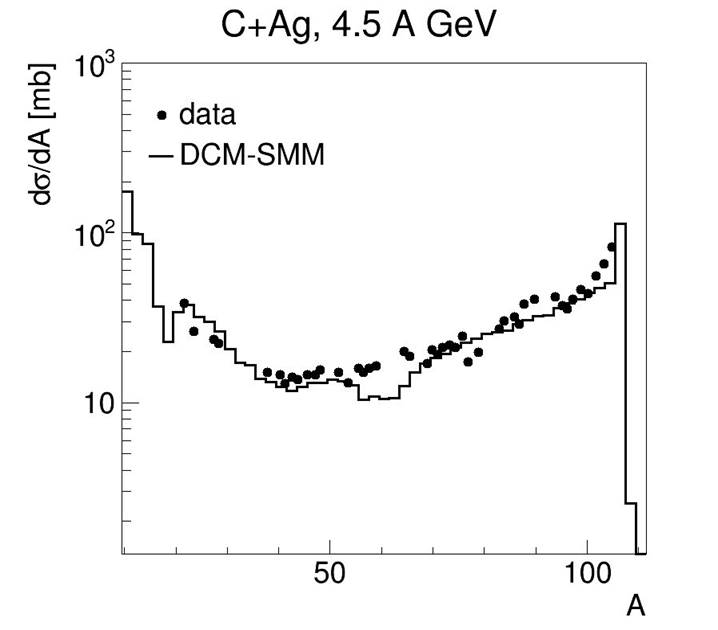 C+Ag, 4.5 A GeV
dσ/dA [mb]
10³
data
DCM-SMM
10²
10
50
100
A